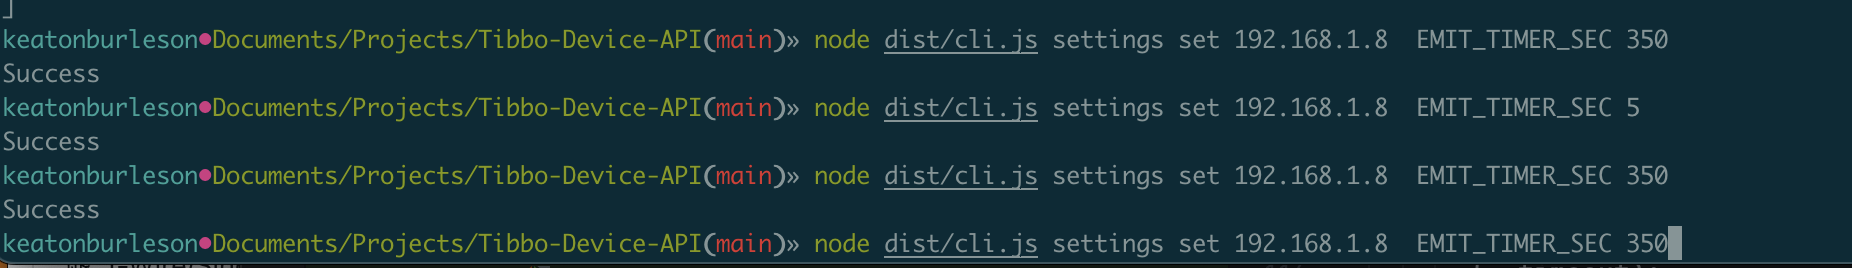 ]
keatonburleson●Documents/Projects/Tibbo-Device-API(main)» node dist/cli.js settings set 192.168.1.8  EMIT_TIMER_SEC 350
Success
keatonburleson●Documents/Projects/Tibbo-Device-API(main)» node dist/cli.js settings set 192.168.1.8  EMIT_TIMER_SEC 5
Success
keatonburleson●Documents/Projects/Tibbo-Device-API(main)» node dist/cli.js settings set 192.168.1.8  EMIT_TIMER_SEC 350
Success
keatonburleson●Documents/Projects/Tibbo-Device-API(main)» node dist/cli.js settings set 192.168.1.8  EMIT_TIMER_SEC 350